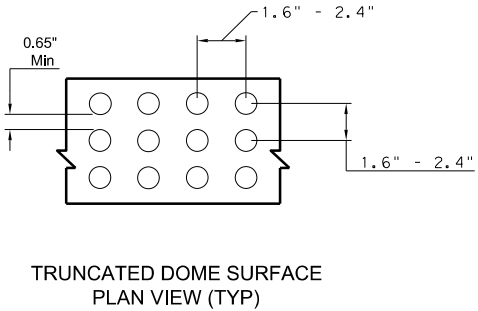 1.6" - 2.4"
0.65"
Min
1.6" - 2.4"
TRUNCATED DOME SURFACE
PLAN VIEW (TYP)